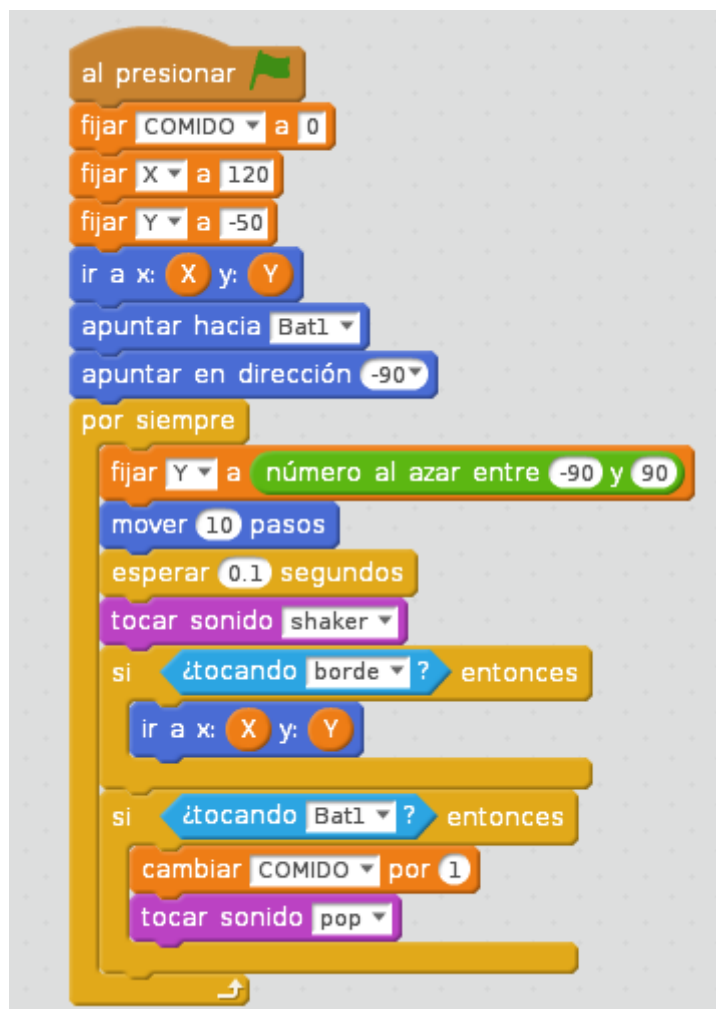 al presionar
fijar COMIDO a 0
fijar X a 120
fijar Y a -50
ir a x: X y: Y
apuntar hacia Bat1
apuntar en dirección -90
por siempre
fijar Y a número al azar entre -90 y 90
mover 10 pasos
esperar 0.1 segundos
tocar sonido shaker
si ¿tocando borde ? entonces
ir a x: X y: Y
si ¿tocando Bat1 ? entonces
cambiar COMIDO por 1
tocar sonido pop